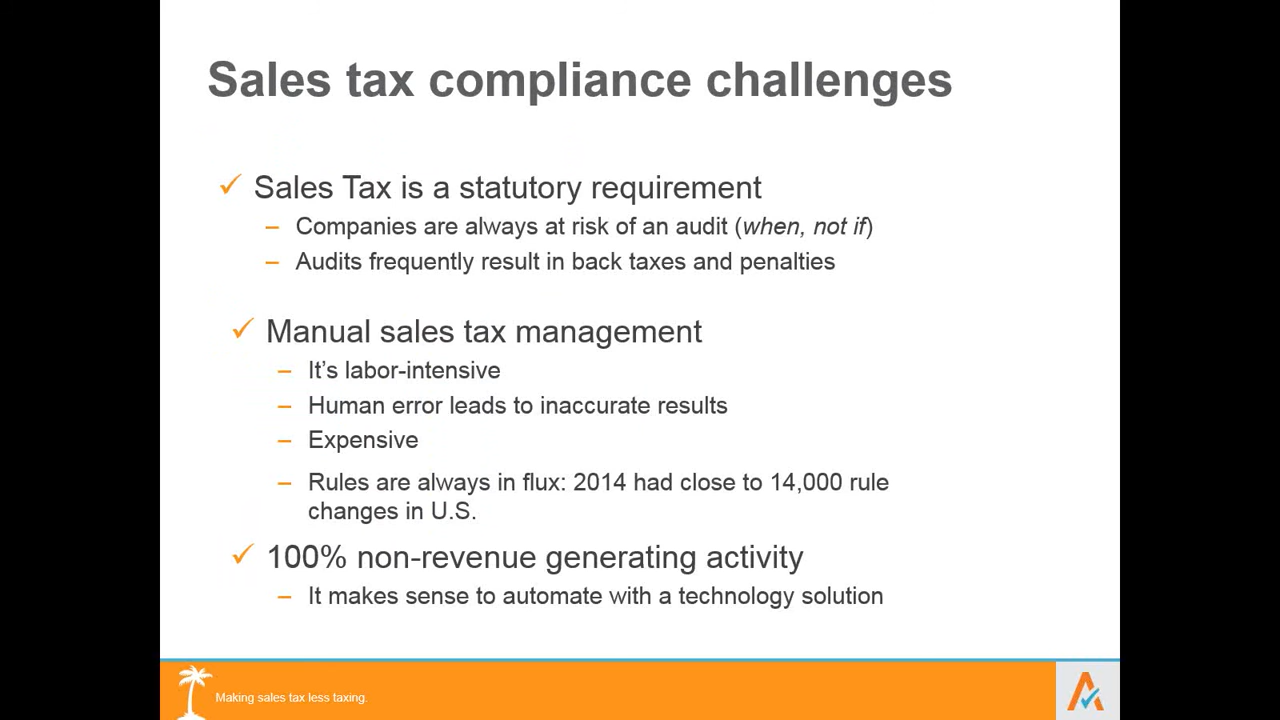 Sales tax compliance challenges
Sales Tax is a statutory requirement
– Companies are always at risk of an audit (when, not if)
– Audits frequently result in back taxes and penalties
Manual sales tax management
– It’s labor-intensive
– Human error leads to inaccurate results
– Expensive
– Rules are always in flux: 2014 had close to 14,000 rule
changes in U.S.
100% non-revenue generating activity
– It makes sense to automate with a technology solution
Making sales tax less taxing.